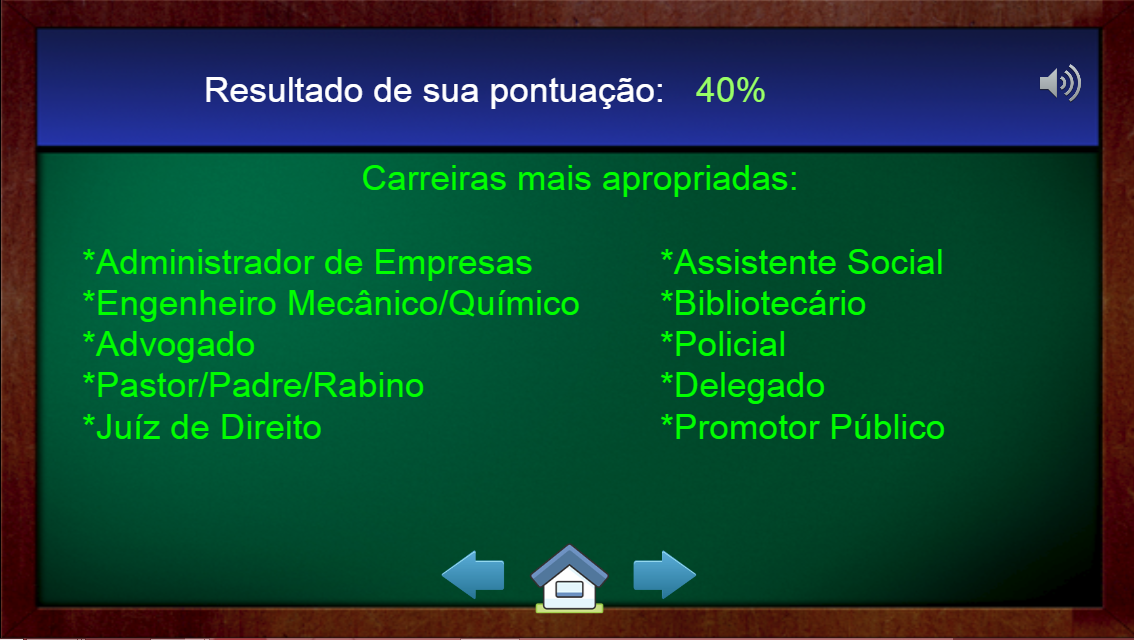 Resultado de sua pontuação: 40%
Carreiras mais apropriadas:
*Administrador de Empresas
*Engenheiro Mecânico/Químico
*Advogado
*Pastor/Padre/Rabino
*Juíz de Direito
*Assistente Social
*Bibliotecário
*Policial
*Delegado
*Promotor Público